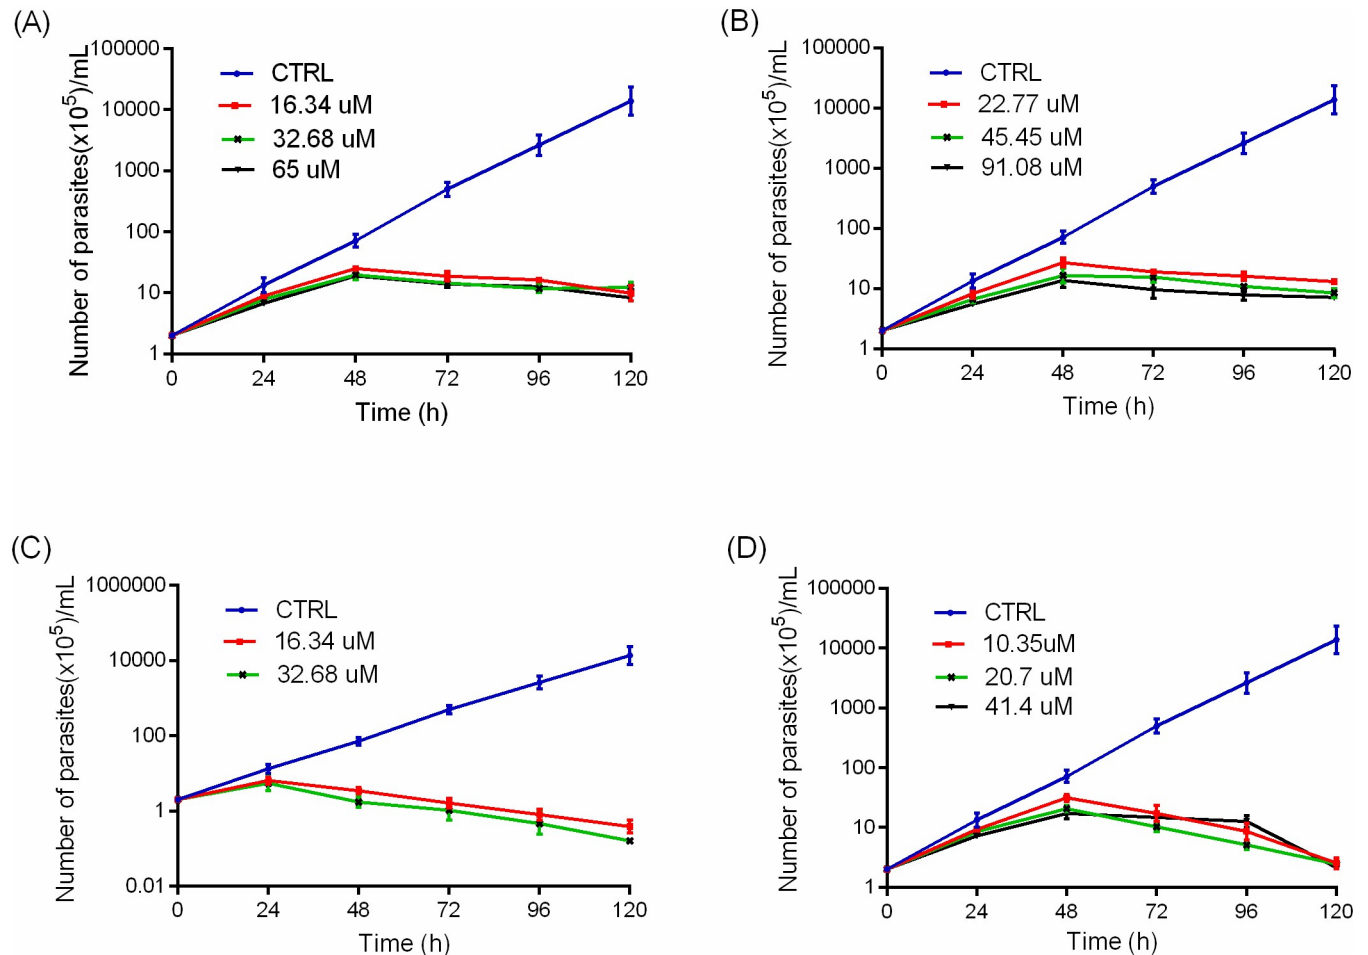 (A)
Number of parasites(x10⁵)/mL
100000
10000
1000
100
10
1
CTRL
16.34 uM
32.68 uM
65 uM
0 24 48 72 96 120
Time (h)
(B)
Number of parasites(x10⁵)/mL
100000
10000
1000
100
10
1
CTRL
22.77 uM
45.45 uM
91.08 uM
0 24 48 72 96 120
Time (h)
(C)
Number of parasites(x10⁵)/mL
1000000
10000
100
1
0.01
CTRL
16.34 uM
32.68 uM
0 24 48 72 96 120
Time (h)
(D)
Number of parasites(x10⁵)/mL
100000
10000
1000
100
10
1
CTRL
10.35uM
20.7 uM
41.4 uM
0 24 48 72 96 120
Time (h)